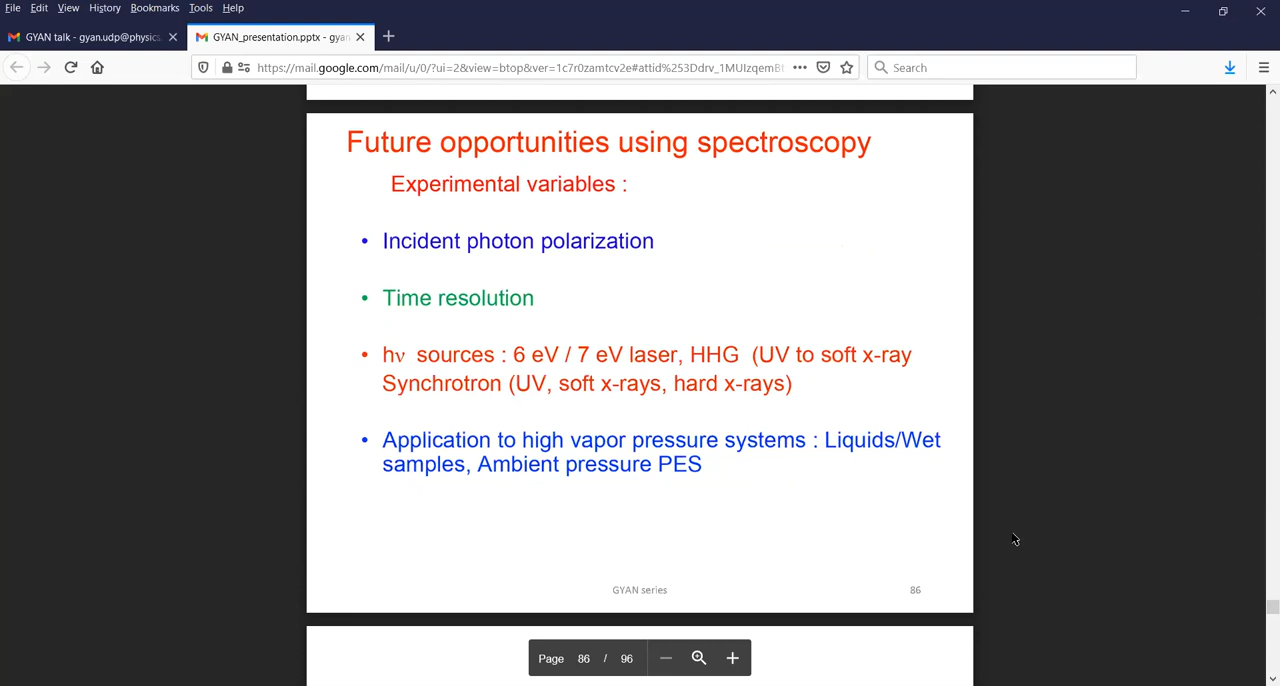 File Edit View History Bookmarks Tools Help
GYAN talk - gyan.udp@physics.
GYAN_presentation.pptx - gyan
https://mail.google.com/mail/u/0/?ui=2&view=btop&ver=1c7r0zamtcv2e#attid%253Ddrv_1MUIzqemBt
Search
Future opportunities using spectroscopy
Experimental variables :
• Incident photon polarization
• Time resolution
• hν sources : 6 eV / 7 eV laser, HHG (UV to soft x-ray
Synchrotron (UV, soft x-rays, hard x-rays)
• Application to high vapor pressure systems : Liquids/Wet
samples, Ambient pressure PES
GYAN series
86
Page 86 / 96